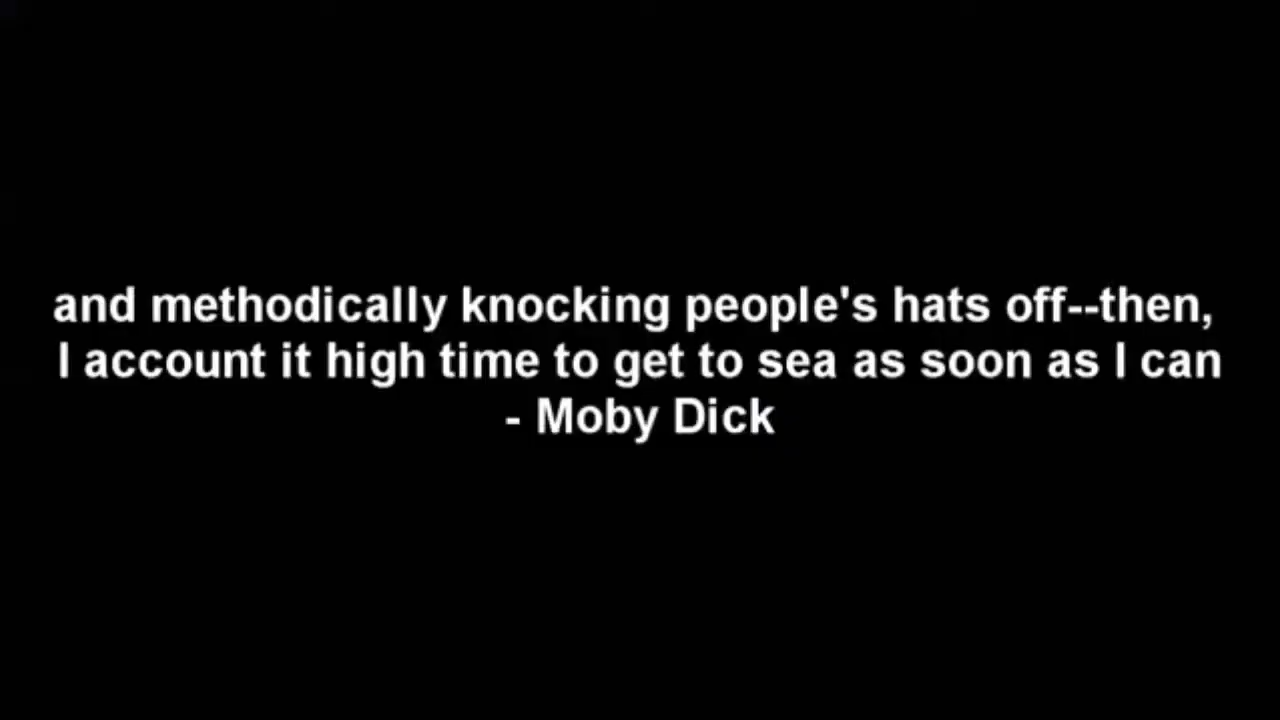 and methodically knocking people's hats off--then,
I account it high time to get to sea as soon as I can
- Moby Dick